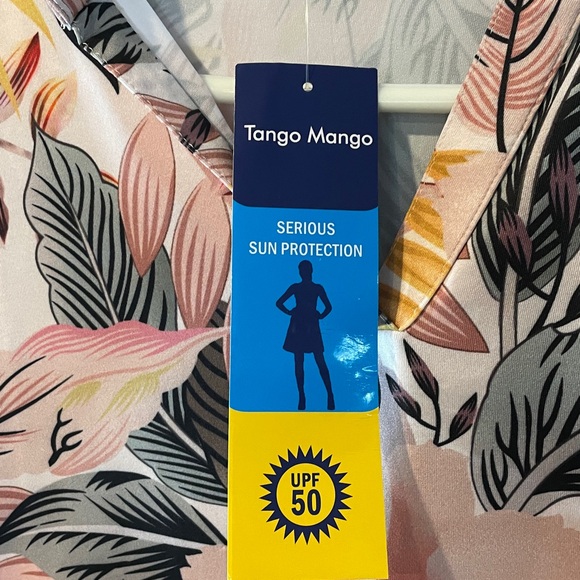 Tango Mango
SERIOUS
SUN PROTECTION
UPF
50